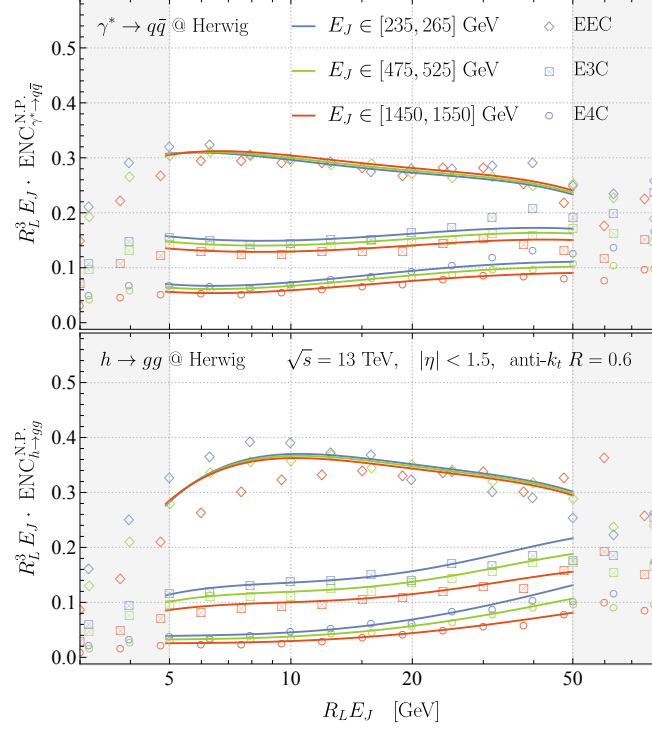 γ* → qq̄ @ Herwig
E_J ∈ [235, 265] GeV
E_J ∈ [475, 525] GeV
E_J ∈ [1450, 1550] GeV
EEC
E3C
E4C
R_L^3 E_J · ENC^{N.P.}_{γ*→qq̄}
0.5
0.4
0.3
0.2
0.1
0.0
h → gg @ Herwig √s = 13 TeV, |η| < 1.5, anti-k_t R = 0.6
R_L^3 E_J · ENC^{N.P.}_{h→gg}
0.5
0.4
0.3
0.2
0.1
0.0
5 10 20 50
R_L E_J [GeV]